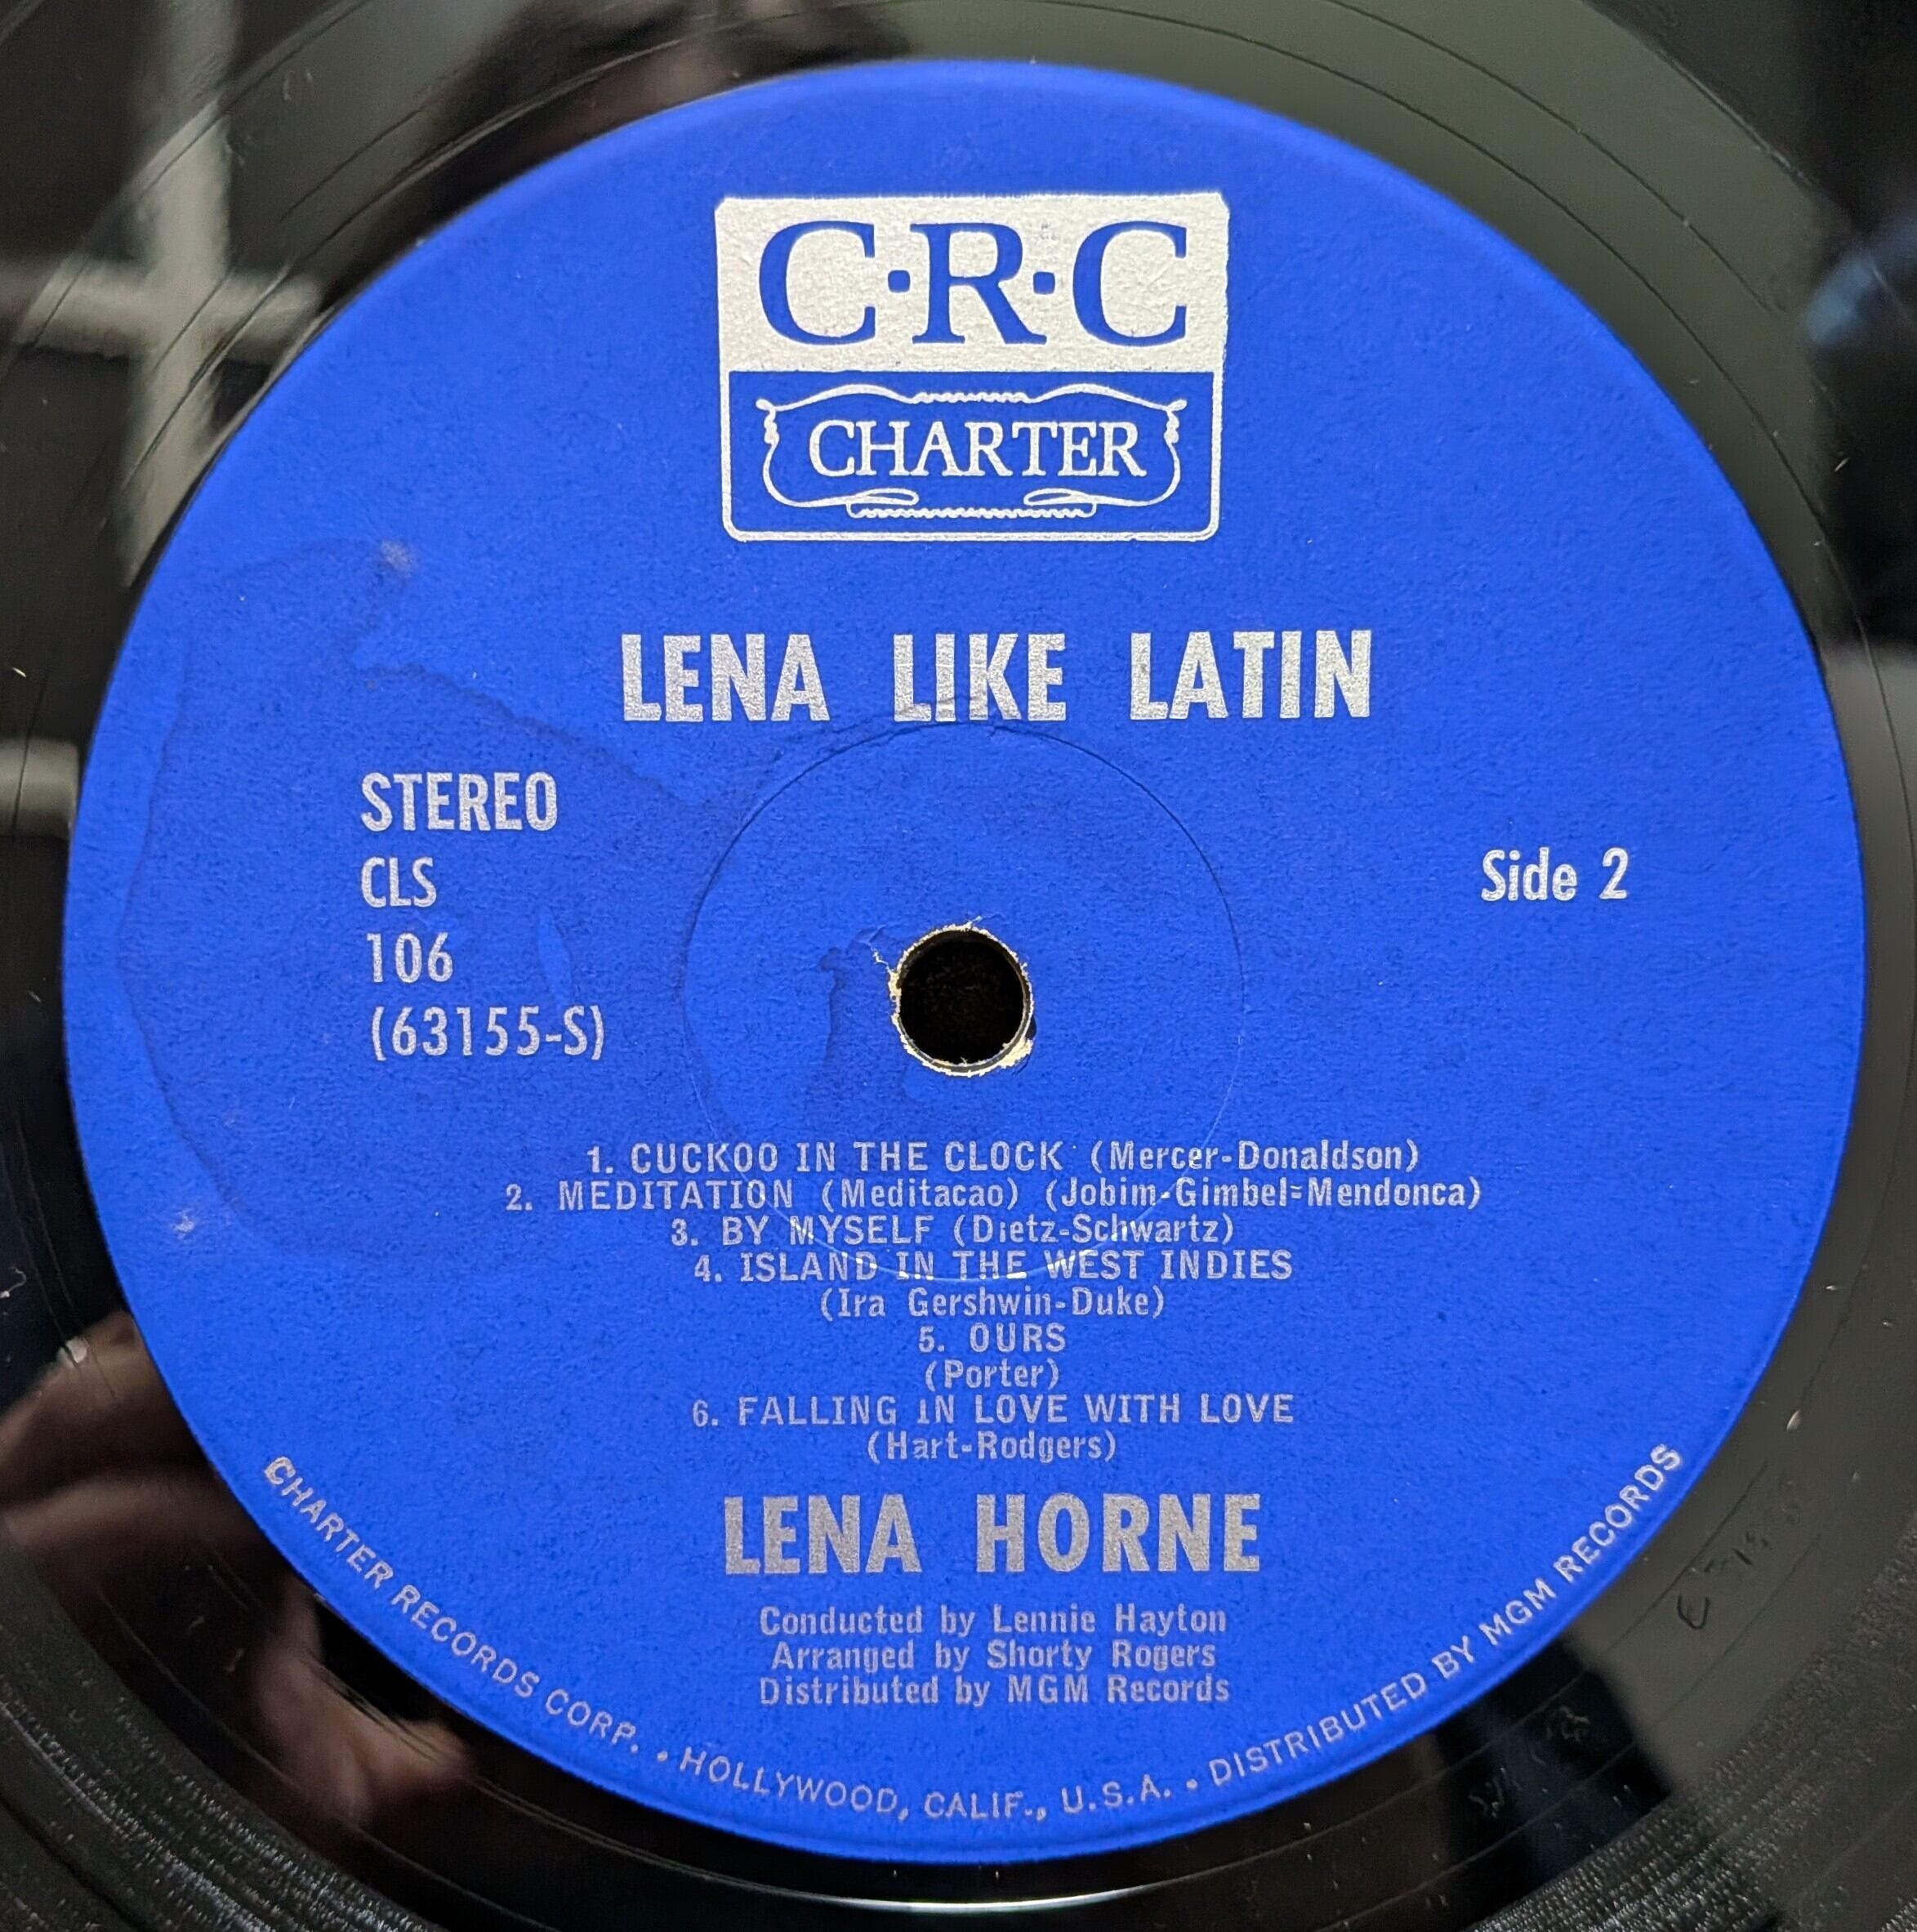 C·R·C
CHARTER
LENA LIKE LATIN
STEREO
CLS
106
(63155-S)
Side 2
1. CUCKOO IN THE CLOCK (Mercer-Donaldson)
2. MEDITATION (Meditacao) (Jobim-Gimbel=Mendonca)
3. BY MYSELF (Dietz-Schwartz)
4. ISLAND IN THE WEST INDIES
(Ira Gershwin-Duke)
5. OURS
(Porter)
6. FALLING IN LOVE WITH LOVE
(Hart-Rodgers)
LENA HORNE
Conducted by Lennie Hayton
Arranged by Shorty Rogers
Distributed by MGM Records
CHARTER RECORDS CORP. • HOLLYWOOD, CALIF., U.S.A. • DISTRIBUTED BY MGM RECORDS